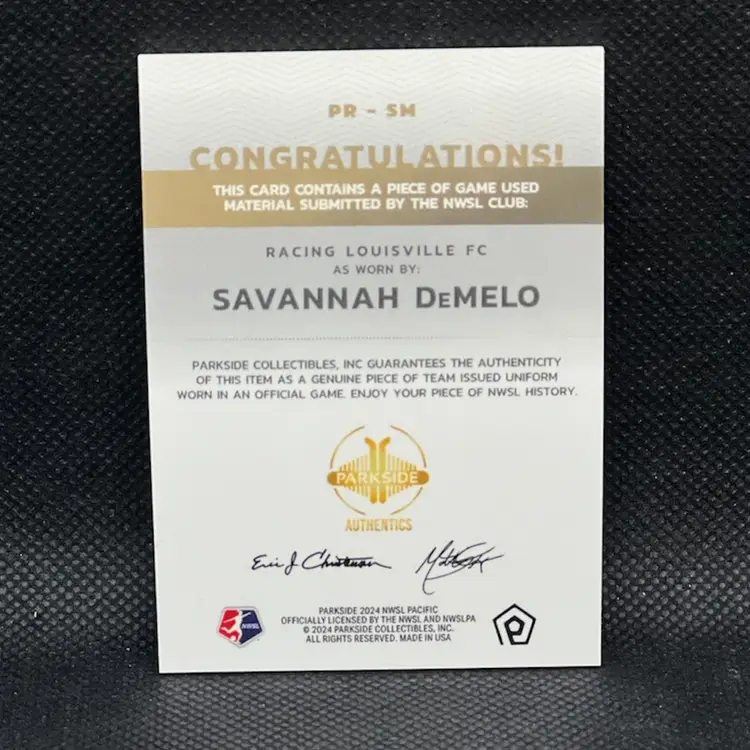 PR - SM
CONGRATULATIONS!
THIS CARD CONTAINS A PIECE OF GAME USED
MATERIAL SUBMITTED BY THE NWSL CLUB:
RACING LOUISVILLE FC
AS WORN BY:
SAVANNAH DeMELO
PARKSIDE COLLECTIBLES, INC GUARANTEES THE AUTHENTICITY
OF THIS ITEM AS A GENUINE PIECE OF TEAM ISSUED UNIFORM
WORN IN AN OFFICIAL GAME. ENJOY YOUR PIECE OF NWSL HISTORY.
PARKSIDE
AUTHENTICS
Eric J
NWSL
PARKSIDE 2024 NWSL PACIFIC
OFFICIALLY LICENSED BY THE NWSL AND NWSLPA
© 2024 PARKSIDE COLLECTIBLES, INC.
ALL RIGHTS RESERVED. MADE IN USA